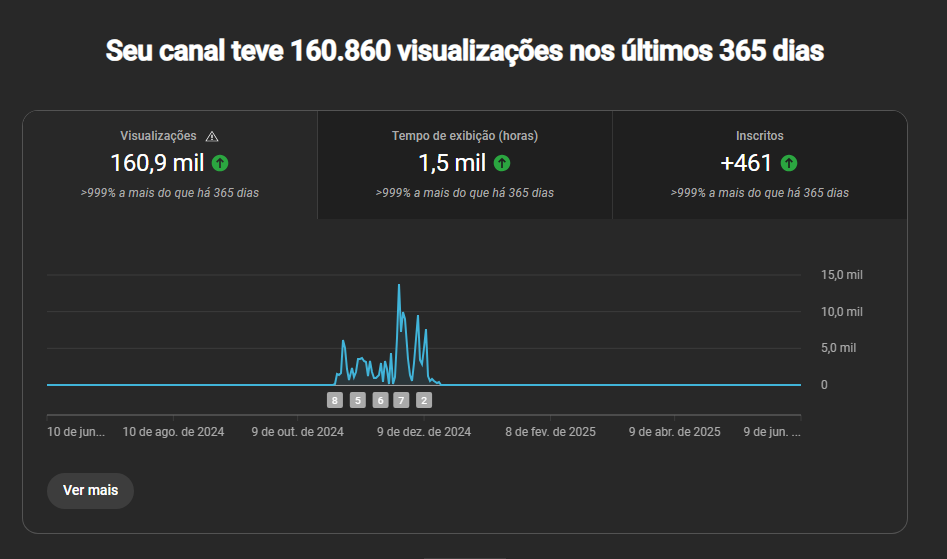 Seu canal teve 160.860 visualizações nos últimos 365 dias
Visualizações
160,9 mil
>999% a mais do que há 365 dias
Tempo de exibição (horas)
1,5 mil
>999% a mais do que há 365 dias
Inscritos
+461
>999% a mais do que há 365 dias
15,0 mil
10,0 mil
5,0 mil
0
8 5 6 7 2
10 de jun... 10 de ago. de 2024 9 de out. de 2024 9 de dez. de 2024 8 de fev. de 2025 9 de abr. de 2025 9 de jun. ...
Ver mais